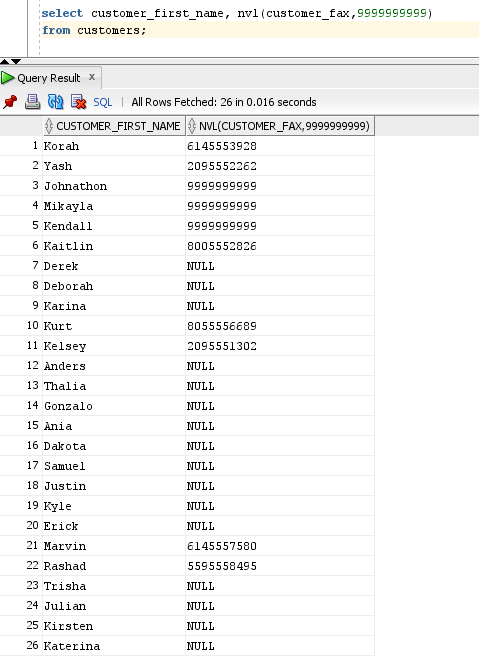 select customer_first_name, nvl(customer_fax,9999999999)
from customers;
Query Result x
SQL | All Rows Fetched: 26 in 0.016 seconds
CUSTOMER_FIRST_NAME NVL(CUSTOMER_FAX,9999999999)
1 Korah 6145553928
2 Yash 2095552262
3 Johnathon 9999999999
4 Mikayla 9999999999
5 Kendall 9999999999
6 Kaitlin 8005552826
7 Derek NULL
8 Deborah NULL
9 Karina NULL
10 Kurt 8055556689
11 Kelsey 2095551302
12 Anders NULL
13 Thalia NULL
14 Gonzalo NULL
15 Ania NULL
16 Dakota NULL
17 Samuel NULL
18 Justin NULL
19 Kyle NULL
20 Erick NULL
21 Marvin 6145557580
22 Rashad 5595558495
23 Trisha NULL
24 Julian NULL
25 Kirsten NULL
26 Katerina NULL